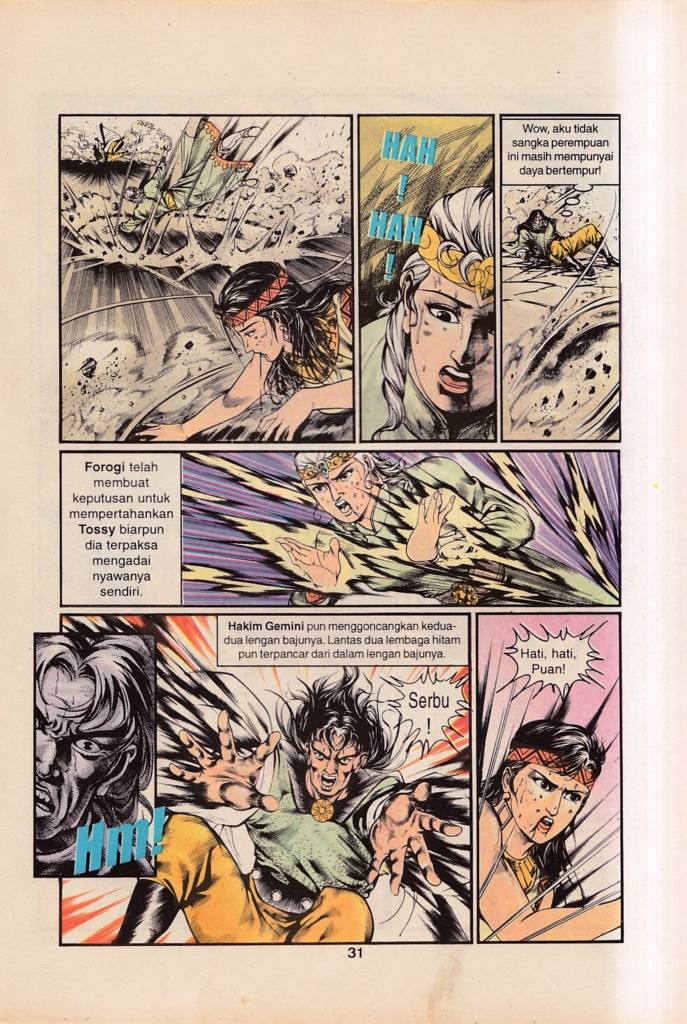 HAH
!
HAH
!
Wow, aku tidak
sangka perempuan
ini masih mempunyai
daya bertempur!
Forogi telah
membuat
keputusan untuk
mempertahankan
Tossy biarpun
dia terpaksa
mengadai
nyawanya
sendiri.
Hakim Gemini pun menggoncangkan kedua-
dua lengan bajunya. Lantas dua lembaga hitam
pun terpancar dari dalam lengan bajunya.
Hm!
Serbu
!
Hati, hati,
Puan!
31